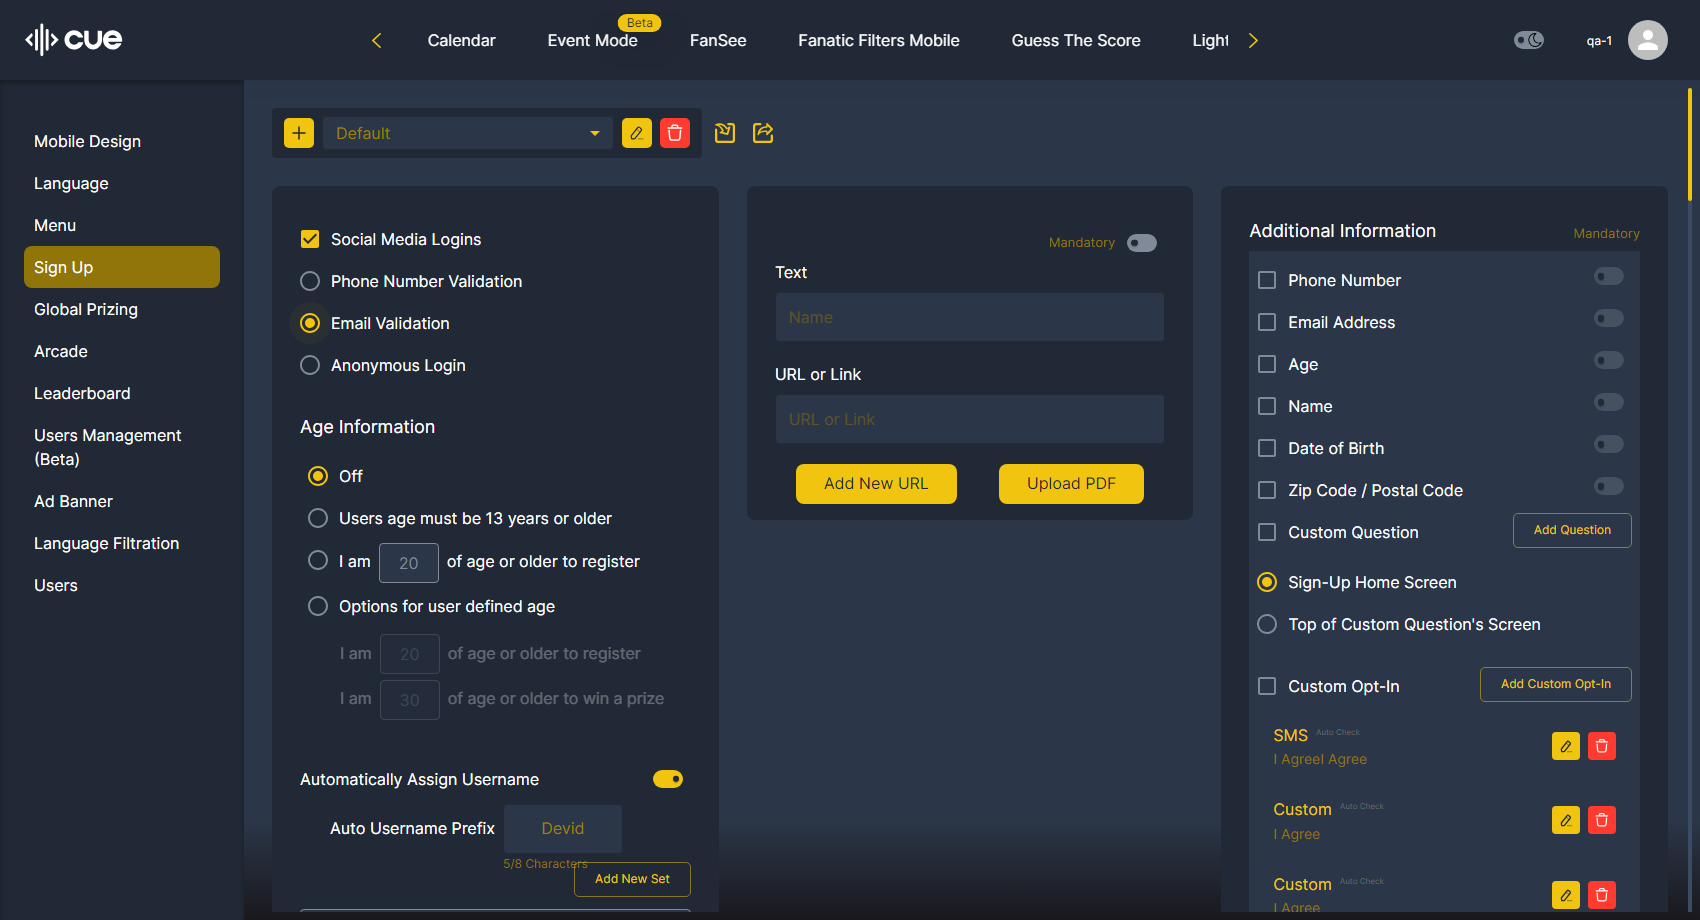 cue
Calendar
Event Mode
Beta
FanSee
Fanatic Filters Mobile
Guess The Score
Light
qa-1
Mobile Design
Language
Menu
Sign Up
Global Prizing
Arcade
Leaderboard
Users Management
(Beta)
Ad Banner
Language Filtration
Users
Default
Social Media Logins
Phone Number Validation
Email Validation
Anonymous Login
Age Information
Off
Users age must be 13 years or older
I am 20 of age or older to register
Options for user defined age
I am 20 of age or older to register
I am 30 of age or older to win a prize
Automatically Assign Username
Auto Username Prefix Devid
5/8 Characters
Add New Set
Mandatory
Text
Name
URL or Link
URL or Link
Add New URL Upload PDF
Additional Information Mandatory
Phone Number
Email Address
Age
Name
Date of Birth
Zip Code / Postal Code
Custom Question Add Question
Sign-Up Home Screen
Top of Custom Question's Screen
Custom Opt-In Add Custom Opt-In
SMS Auto Check
I AgreeI Agree
Custom Auto Check
I Agree
Custom Auto Check
I Agree